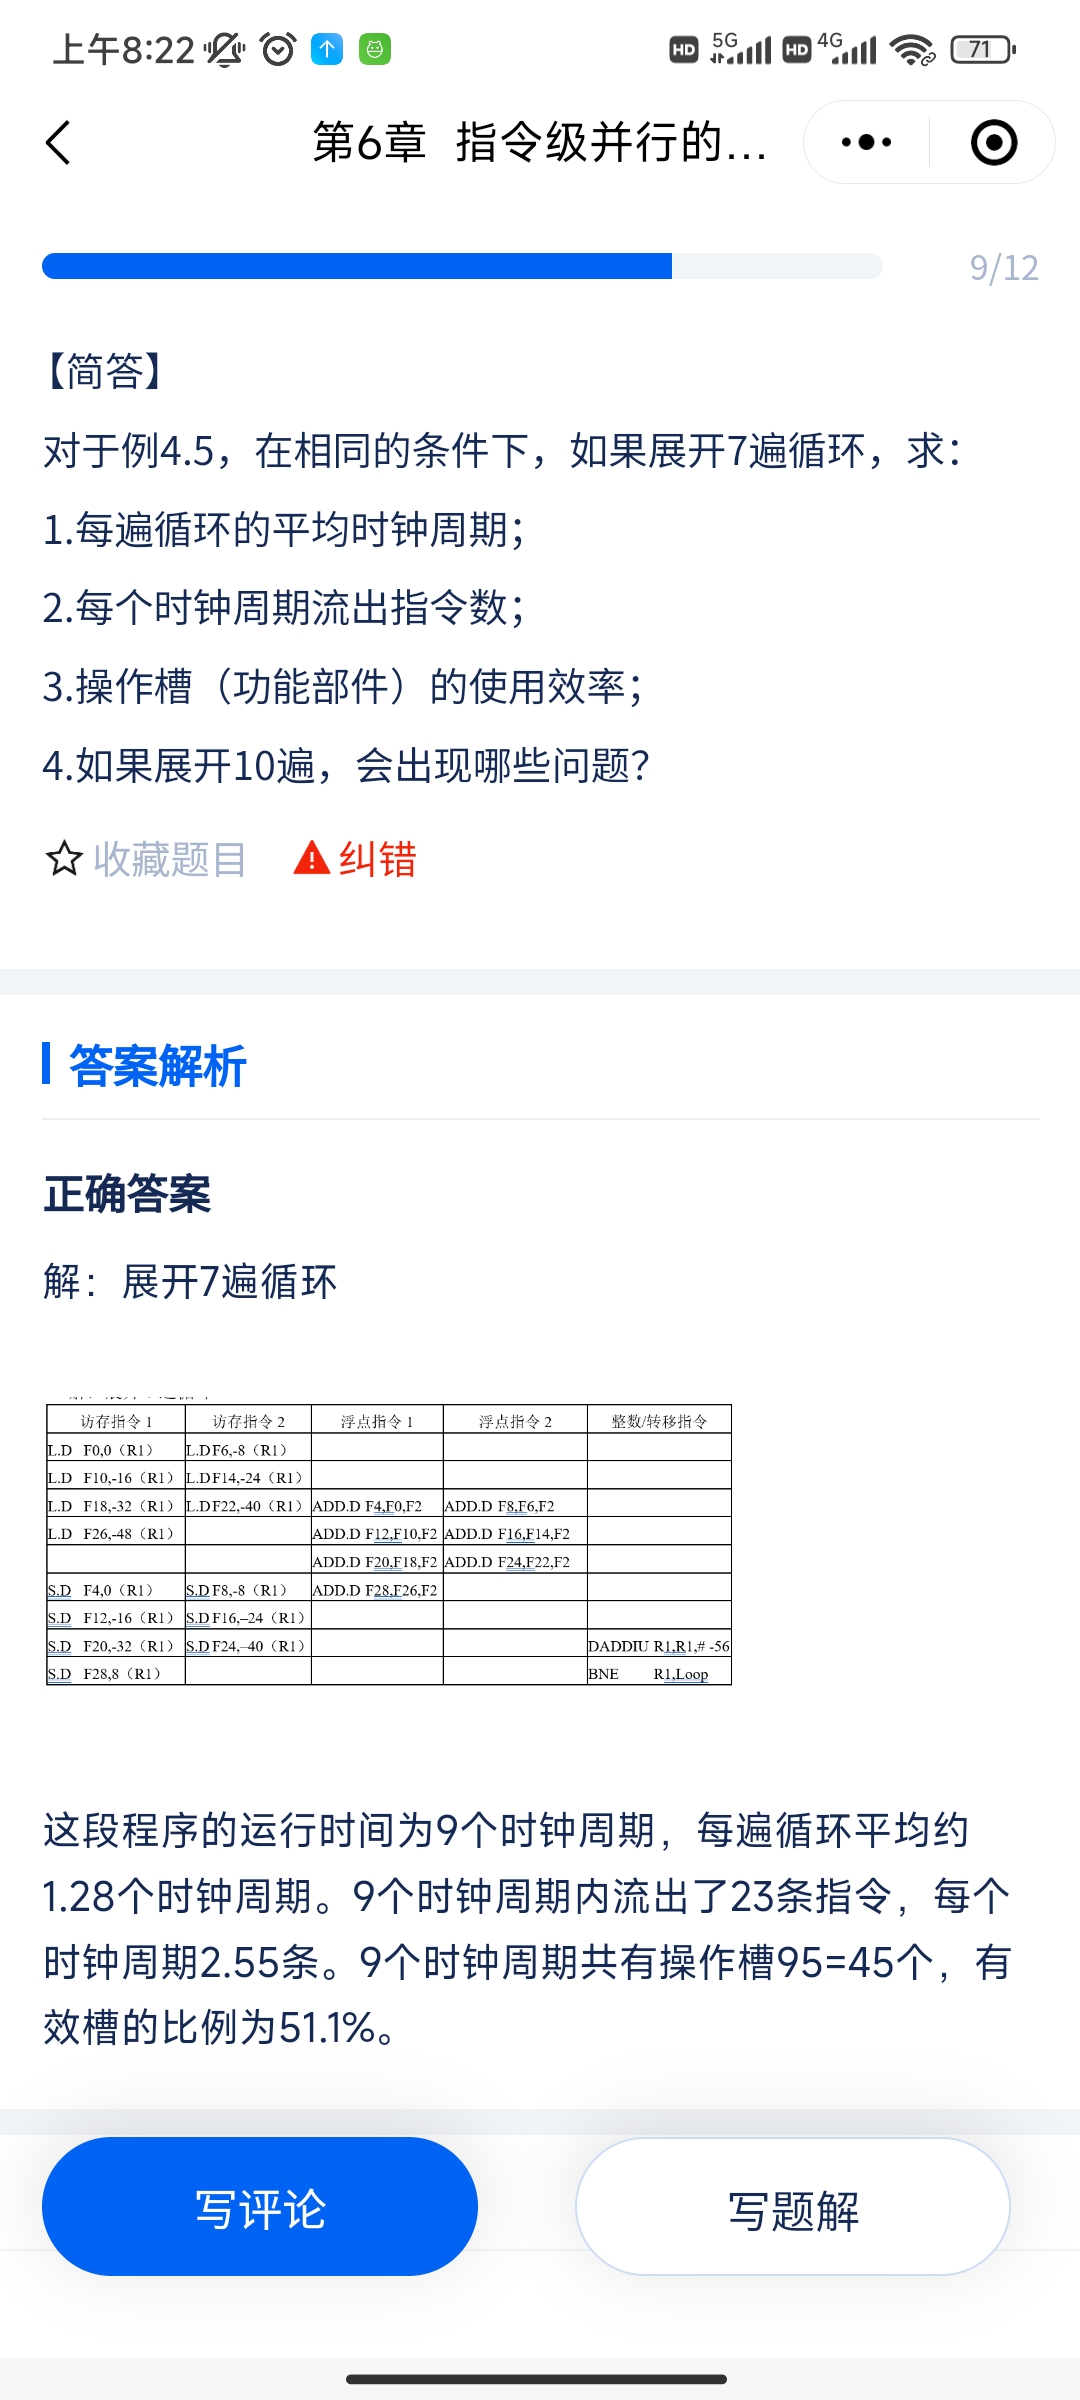 上午8:22 HD 5G HD 4G 71
第6章 指令级并行的...
9/12
【简答】
对于例4.5，在相同的条件下，如果展开7遍循环，求：
1.每遍循环的平均时钟周期；
2.每个时钟周期流出指令数；
3.操作槽（功能部件）的使用效率；
4.如果展开10遍，会出现哪些问题？
收藏题目 纠错
答案解析
正确答案
解：展开7遍循环
访存指令 1 访存指令 2 浮点指令 1 浮点指令 2 整数/转移指令
L.D F0,0（R1） L.DF6,-8（R1）
L.D F10,-16（R1） L.DF14,-24（R1）
L.D F18,-32（R1） L.DF22,-40（R1） ADD.D F4,F0,F2 ADD.D F8,F6,F2
L.D F26,-48（R1） ADD.D F12,F10,F2 ADD.D F16,F14,F2
ADD.D F20,F18,F2 ADD.D F24,F22,F2
S.D F4,0（R1） S.DF8,-8（R1） ADD.D F28,F26,F2
S.D F12,-16（R1） S.DF16,–24（R1）
S.D F20,-32（R1） S.DF24,–40（R1） DADDIU R1,R1,# -56
S.D F28,8（R1） BNE R1,Loop
这段程序的运行时间为9个时钟周期，每遍循环平均约
1.28个时钟周期。9个时钟周期内流出了23条指令，每个
时钟周期2.55条。9个时钟周期共有操作槽95=45个，有
效槽的比例为51.1%。
写评论 写题解